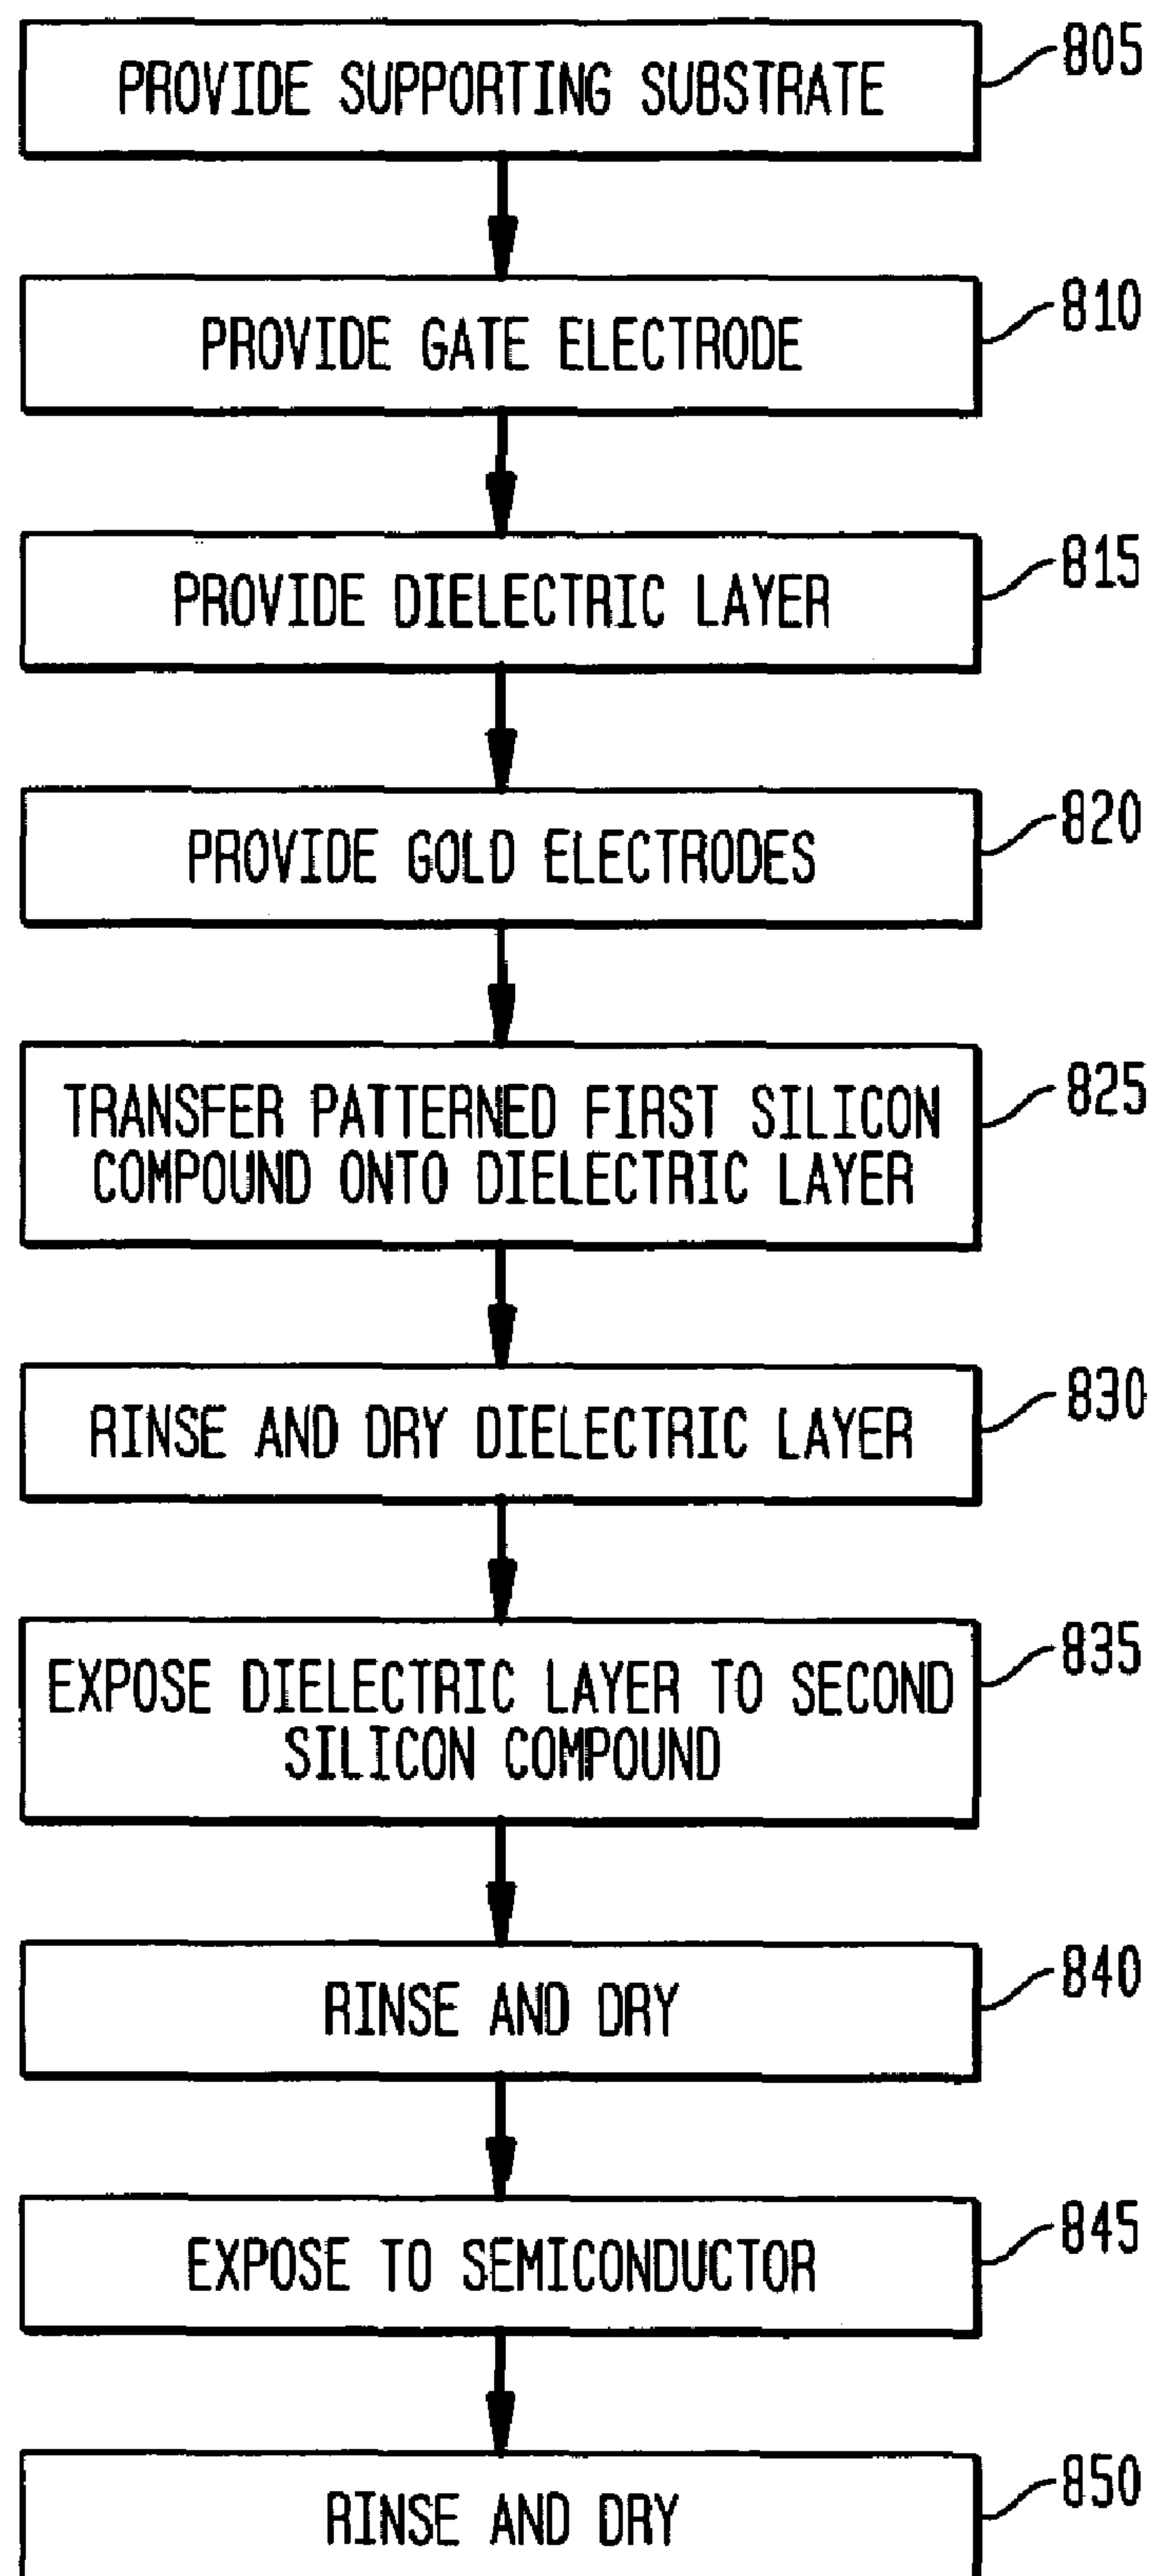 PROVIDE SUPPORTING SUBSTRATE
805
PROVIDE GATE ELECTRODE
810
PROVIDE DIELECTRIC LAYER
815
PROVIDE GOLD ELECTRODES
820
TRANSFER PATTERNED FIRST SILICON
COMPOUND ONTO DIELECTRIC LAYER
825
RINSE AND DRY DIELECTRIC LAYER
830
EXPOSE DIELECTRIC LAYER TO SECOND
SILICON COMPOUND
835
RINSE AND DRY
840
EXPOSE TO SEMICONDUCTOR
845
RINSE AND DRY
850